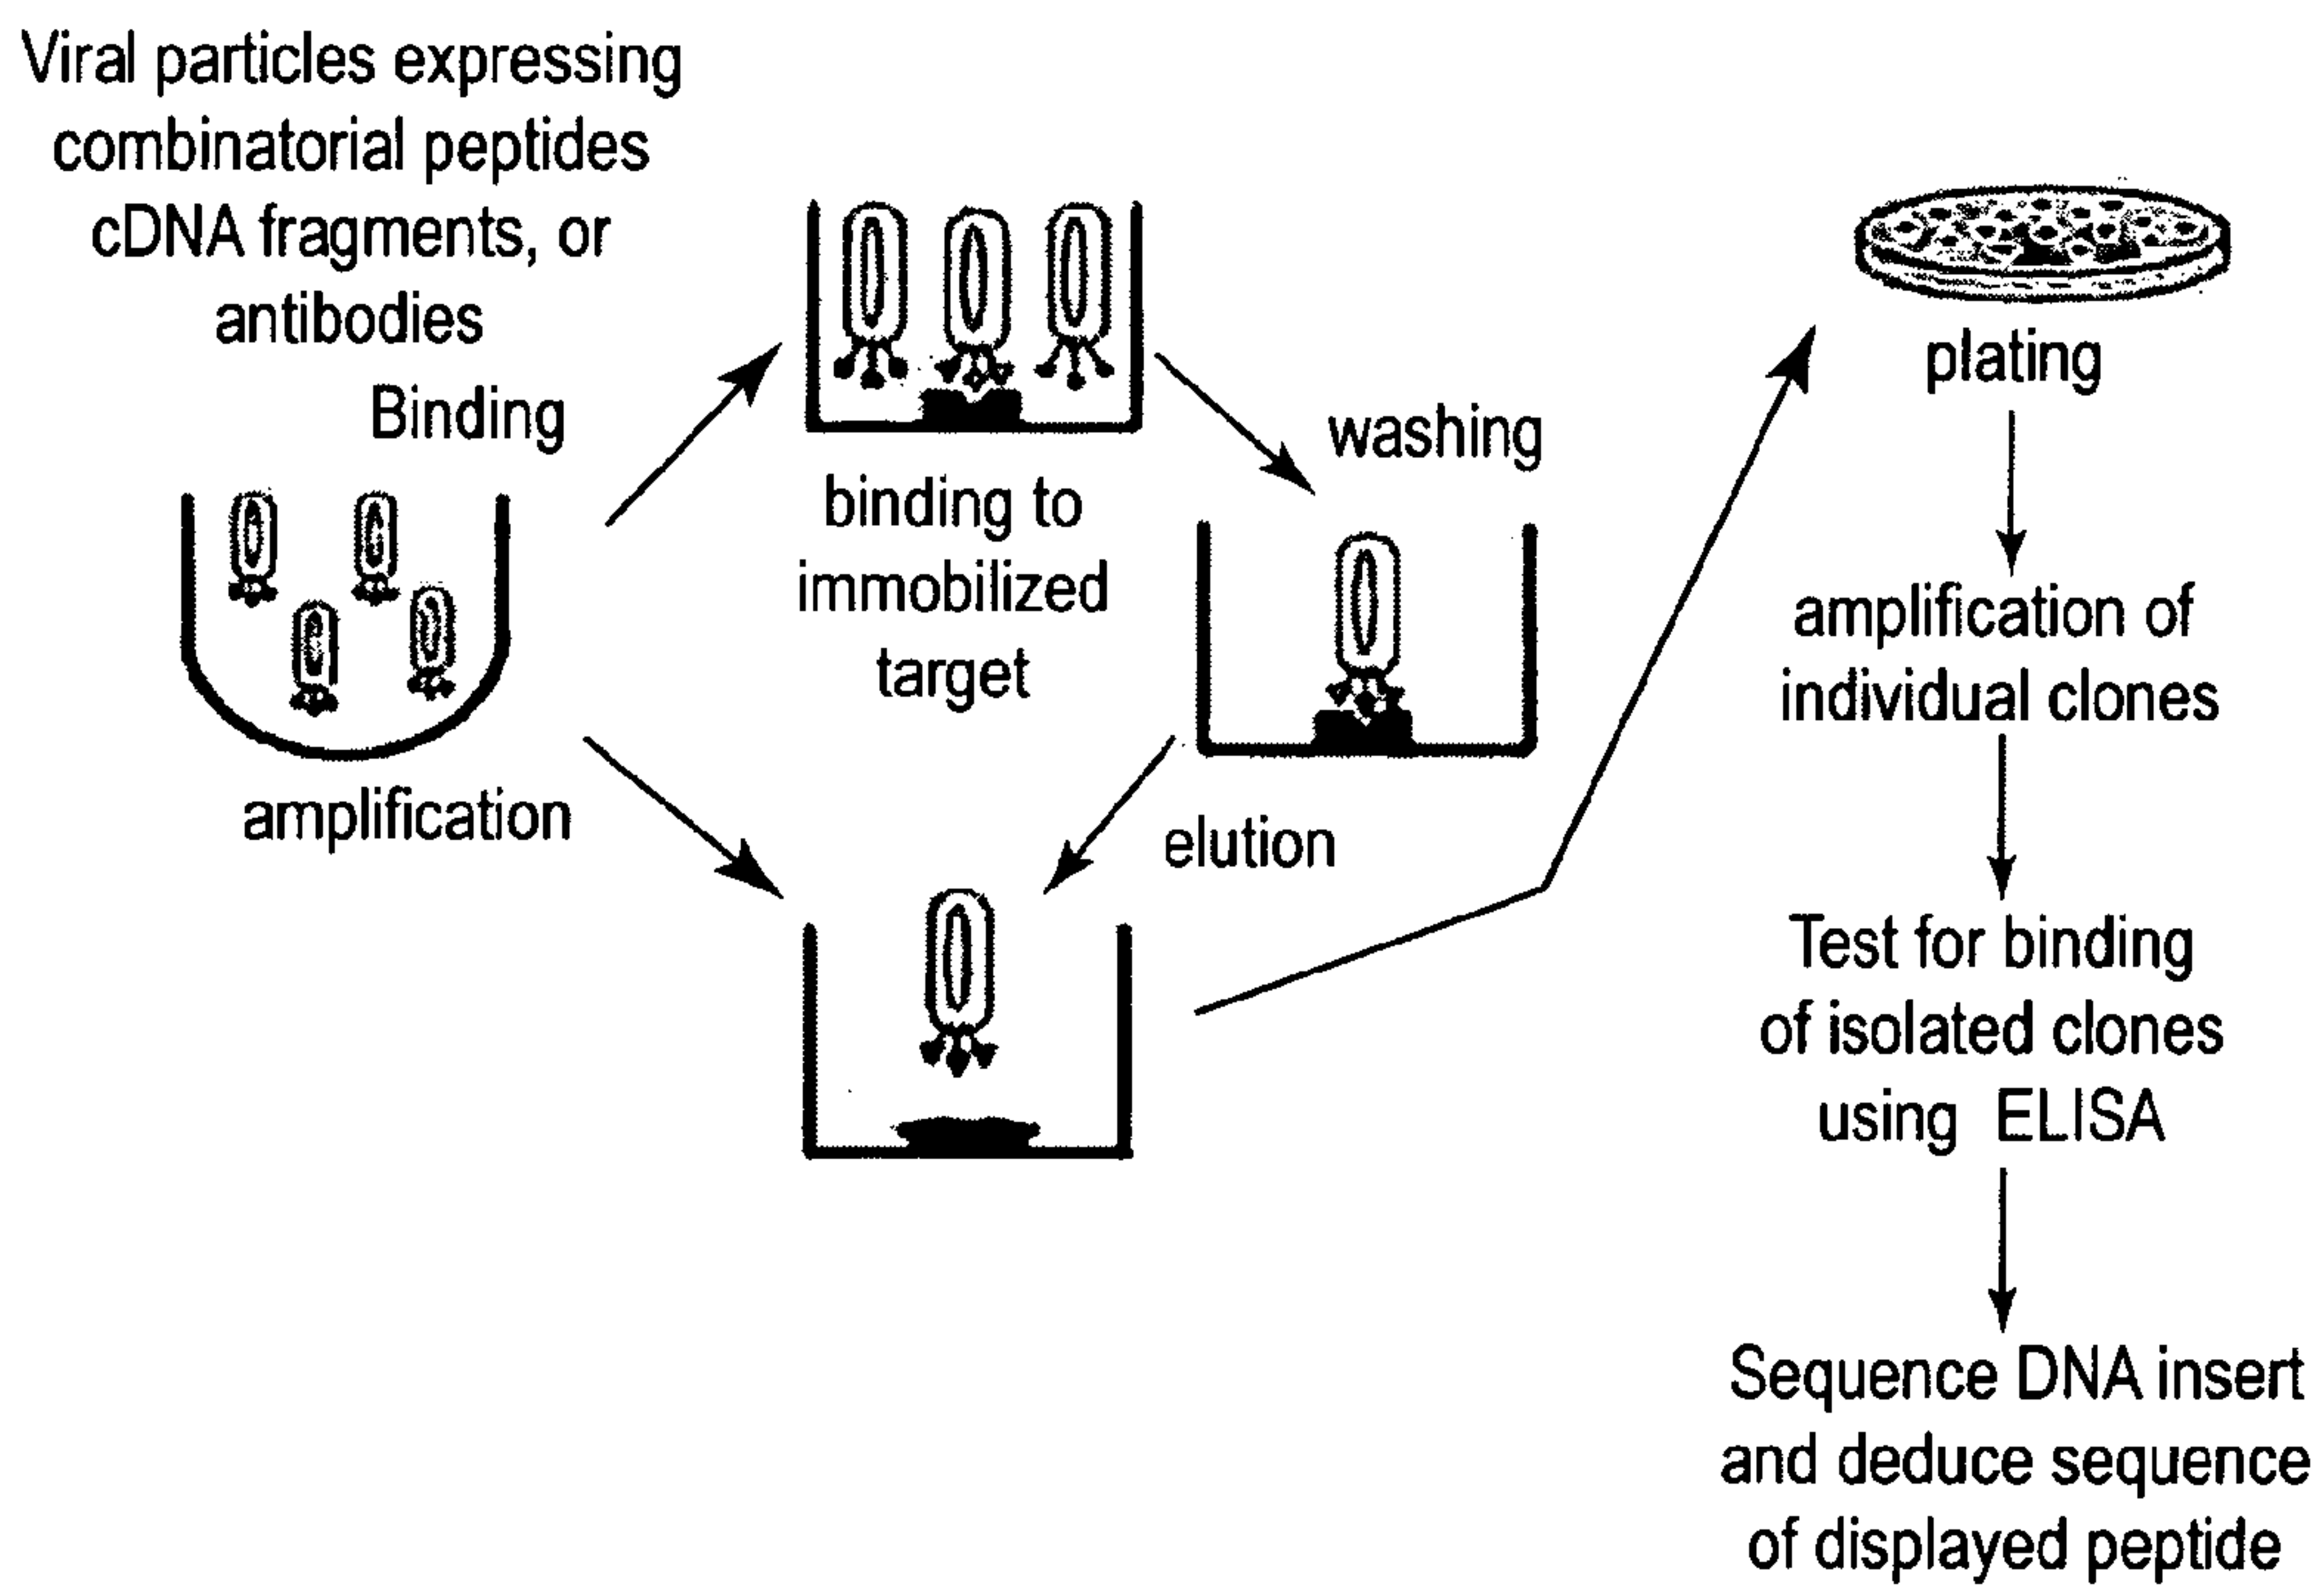 Viral particles expressing
combinatorial peptides
cDNA fragments, or
antibodies
Binding
amplification
binding to
immobilized
target
washing
elution
plating
amplification of
individual clones
Test for binding
of isolated clones
using ELISA
Sequence DNA insert
and deduce sequence
of displayed peptide